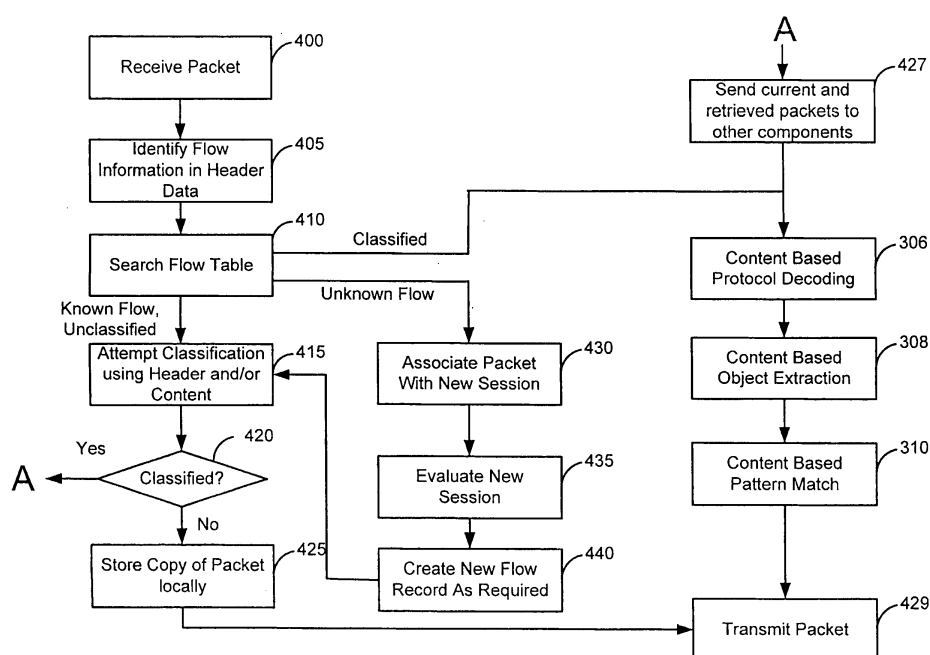 400
Receive Packet
405
Identify Flow
Information in Header
Data
410
Search Flow Table
Classified
Unknown Flow
Known Flow,
Unclassified
415
Attempt Classification
using Header and/or
Content
420
Classified?
Yes
A
No
425
Store Copy of Packet
locally
430
Associate Packet
With New Session
435
Evaluate New
Session
440
Create New Flow
Record As Required
A
427
Send current and
retrieved packets to
other components
306
Content Based
Protocol Decoding
308
Content Based
Object Extraction
310
Content Based
Pattern Match
429
Transmit Packet